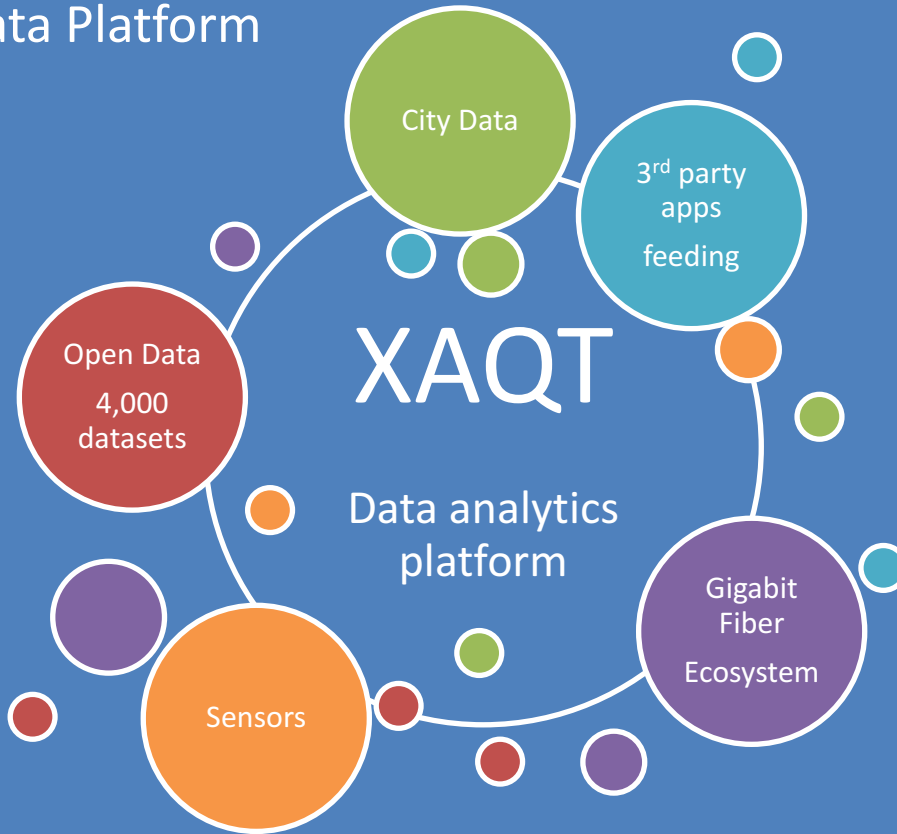 Platform
City Data
3rd party
apps
feeding
Open Data
4,000
datasets
XAQT
Data analytics
platform
Gigabit
Fiber
Ecosystem
Sensors